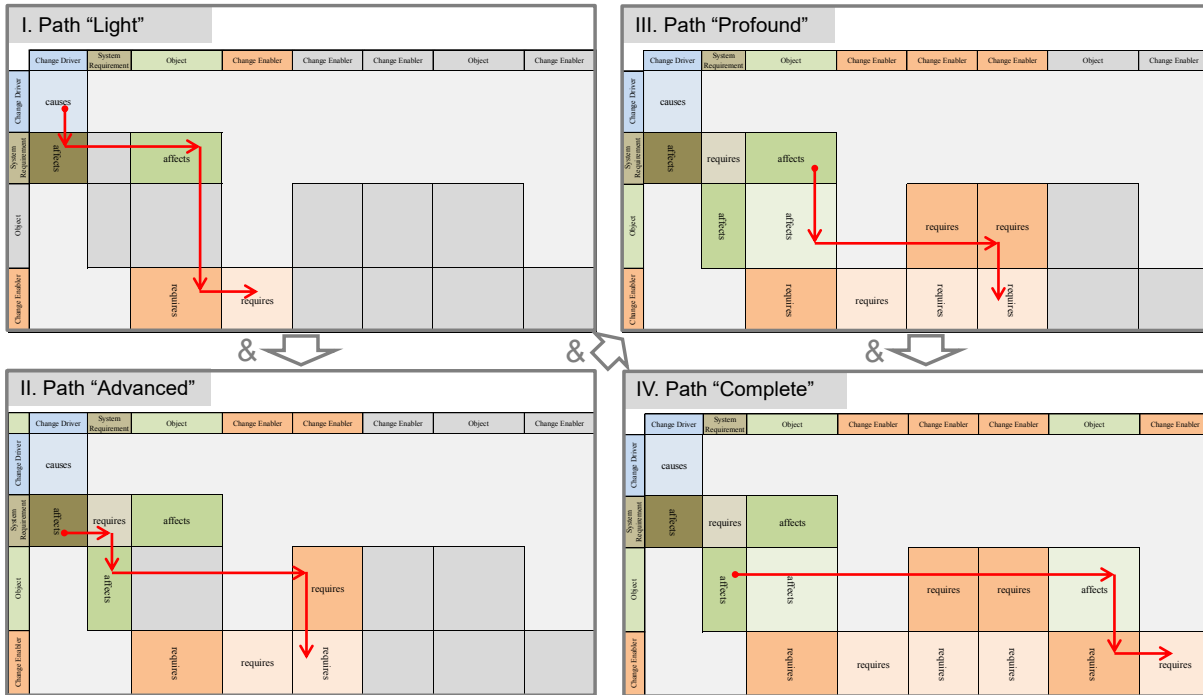 I. Path “Light”
Change Driver
System
Requirement
Object
Change Enabler
Change Enabler
Change Enabler
Object
Change Enabler
Change Driver
causes
System
Requirement
affects
affects
Object
Change Enabler
requires
requires
&
II. Path “Advanced”
Change Driver
System
Requirement
Object
Change Enabler
Change Enabler
Change Enabler
Object
Change Enabler
Change Driver
causes
System
Requirement
affects
requires
affects
Object
affects
requires
Change Enabler
requires
requires
requires
&
III. Path “Profound”
Change Driver
System
Requirement
Object
Change Enabler
Change Enabler
Change Enabler
Object
Change Enabler
Change Driver
causes
System
Requirement
affects
requires
affects
Object
affects
affects
requires
requires
Change Enabler
requires
requires
requires
requires
&
IV. Path “Complete”
Change Driver
System
Requirement
Object
Change Enabler
Change Enabler
Change Enabler
Object
Change Enabler
Change Driver
causes
System
Requirement
affects
requires
affects
Object
affects
affects
requires
requires
affects
Change Enabler
requires
requires
requires
requires
requires
requires